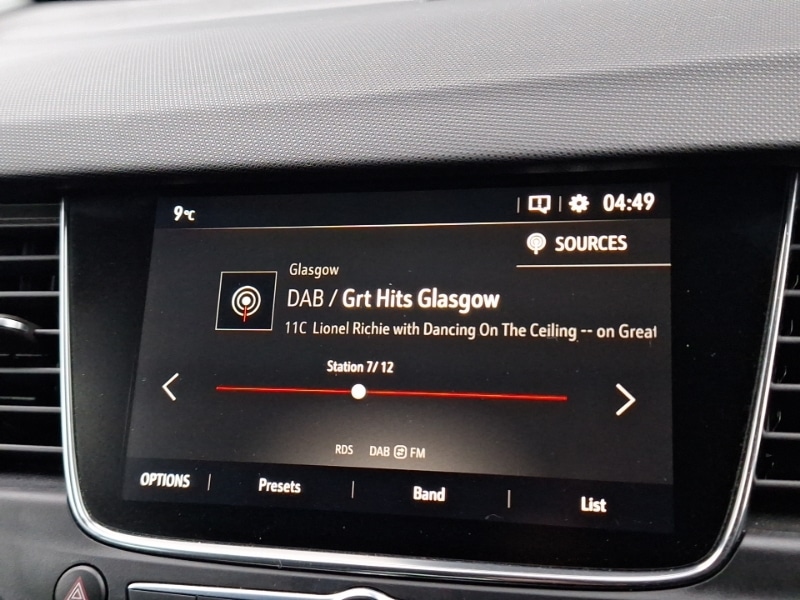 9°C
04:49
SOURCES
Glasgow
DAB / Grt Hits Glasgow
11C Lionel Richie with Dancing On The Ceiling -- on Great
Station 7/12
RDS DAB FM
OPTIONS | Presets | Band | List